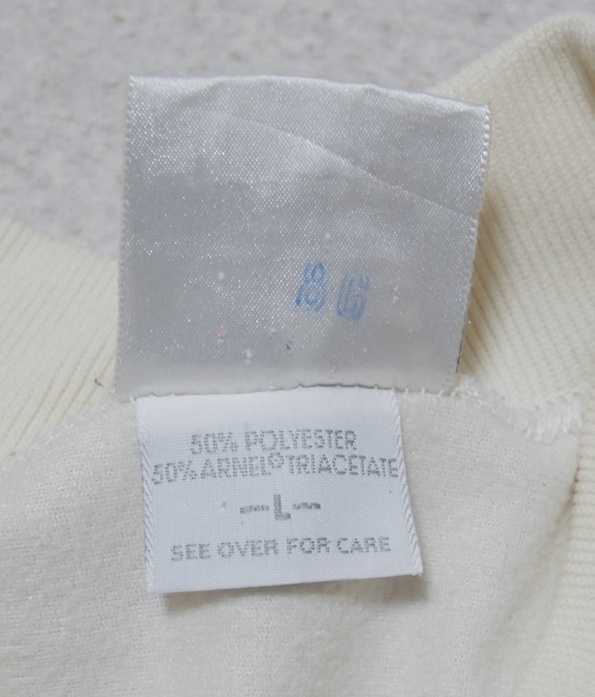 8G
50% POLYESTER
50% ARNEL® TRIACETATE
—L—
SEE OVER FOR CARE